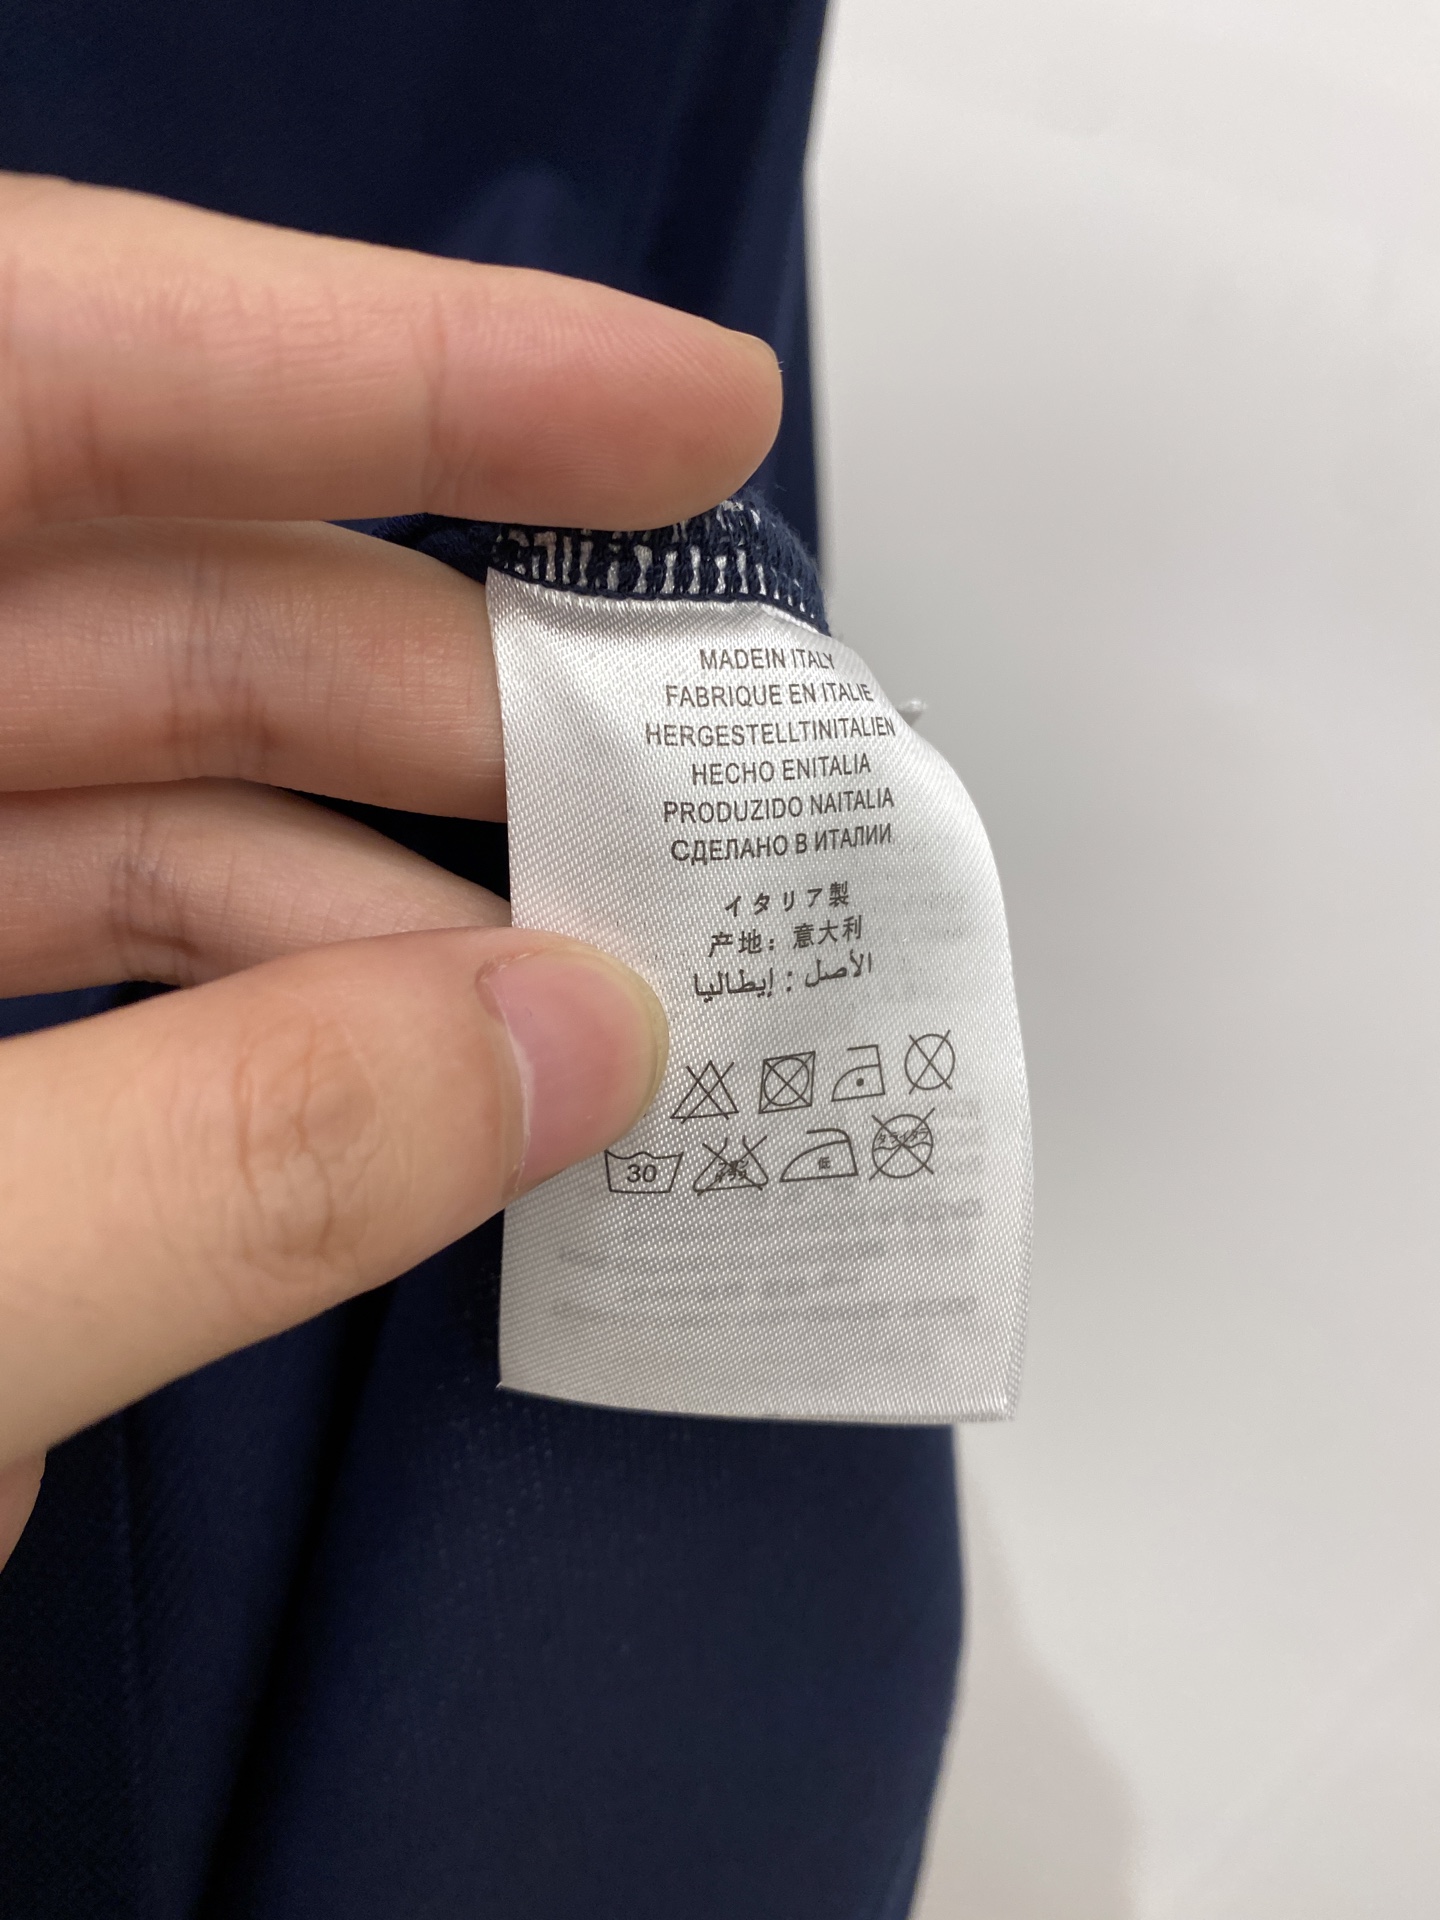 MADEIN ITALY
FABRIQUE EN ITALIE
HERGESTELLTINITALIEN
HECHO ENITALIA
PRODUZIDO NAITALIA
СДЕЛАНО В ИТАЛИИ
イタリア製
产地：意大利
الأصل : إيطاليا
30 低